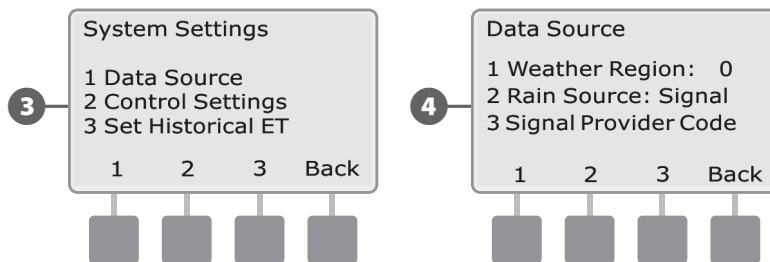 3
System Settings
1 Data Source
2 Control Settings
3 Set Historical ET
1 2 3 Back
4
Data Source
1 Weather Region: 0
2 Rain Source: Signal
3 Signal Provider Code
1 2 3 Back